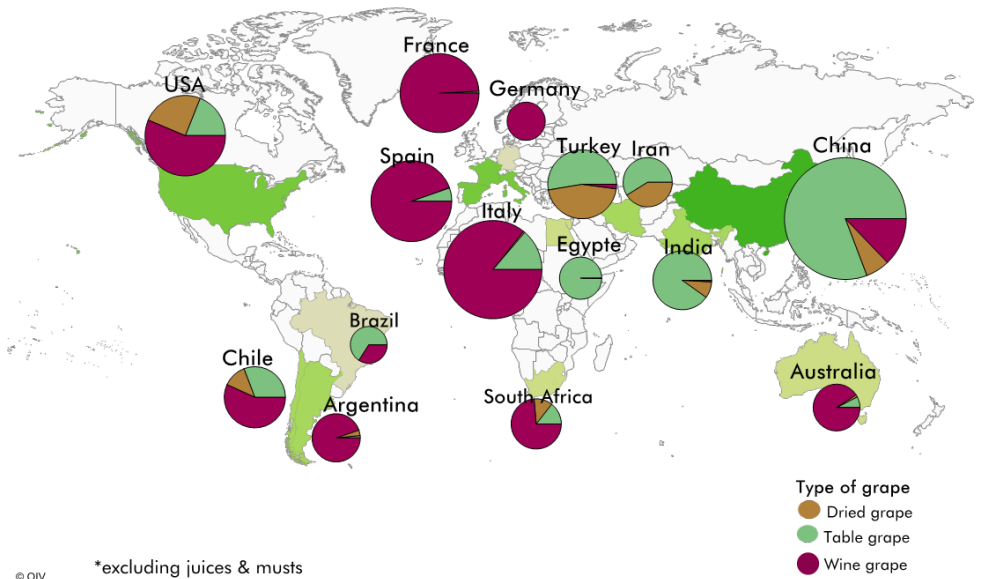 France
USA
Germany
Turkey
Iran
China
Spain
Italy
Egypte
India
Brazil
Chile
Argentina
South Africa
Australia
Type of grape
Dried grape
Table grape
Wine grape
*excluding juices & musts
© OIV